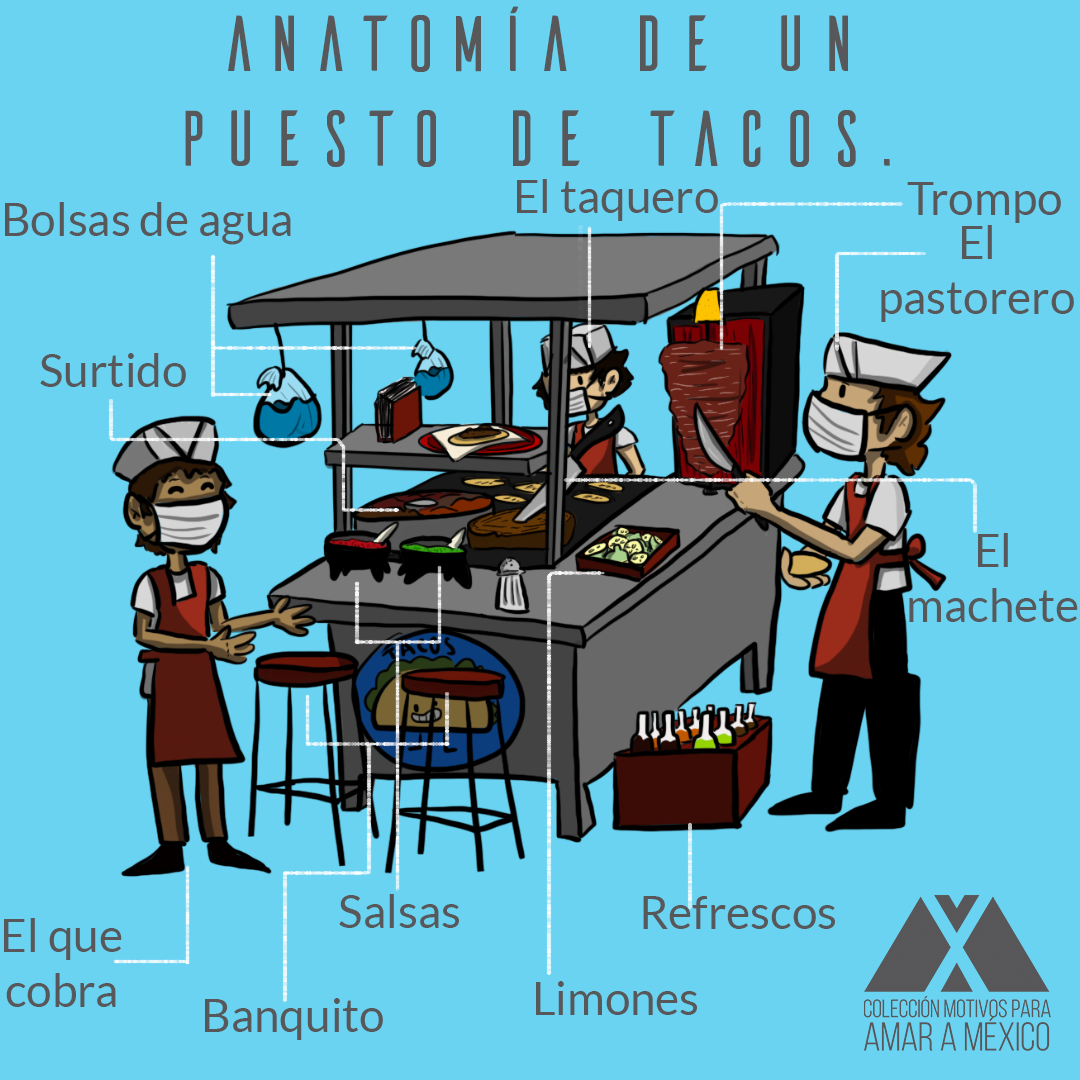 ANATOMÍA DE UN
PUESTO DE TACOS.
Bolsas de agua
El taquero
Trompo
El
pastorero
Surtido
El
machete
TACOS
Salsas
Refrescos
El que
cobra
Banquito
Limones
COLECCIÓN MOTIVOS PARA
AMAR A MÉXICO